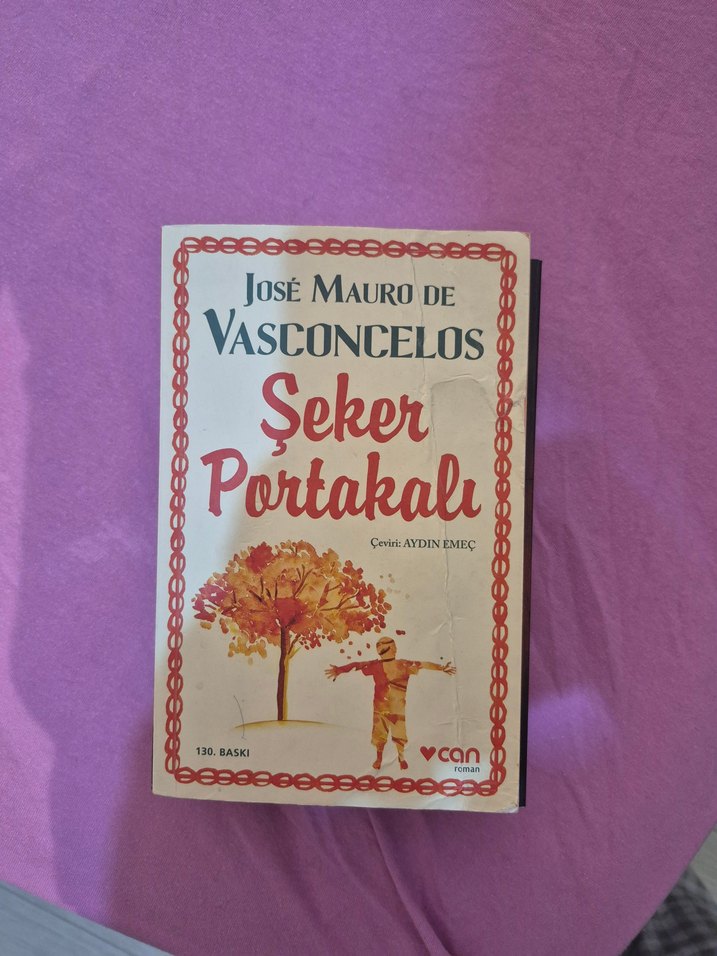 JOSÉ MAURO DE
VASCONCELOS
Şeker
Portakalı
Çeviri: AYDIN EMEÇ
130. BASKI
can
roman